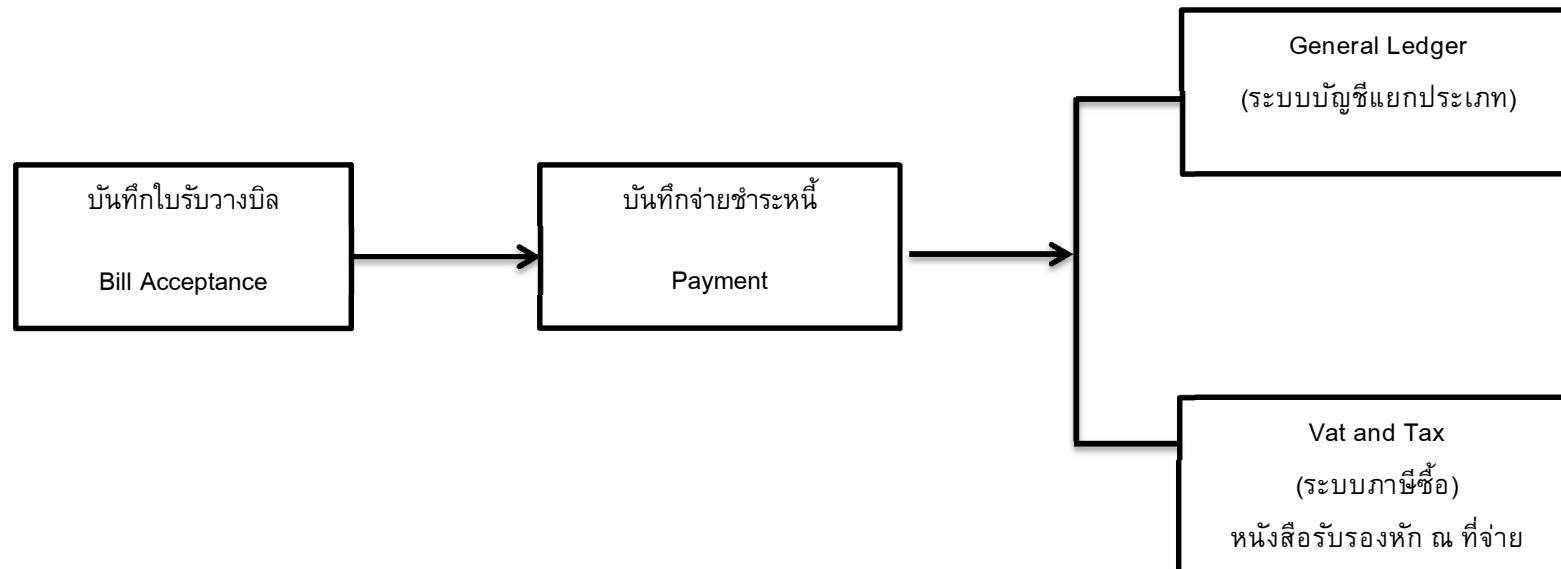 บันทึกใบรับวางบิล
Bill Acceptance
บันทึกจ่ายชำระหนี้
Payment
General Ledger
(ระบบบัญชีแยกประเภท)
Vat and Tax
(ระบบภาษีซื้อ)
หนังสือรับรองหัก ณ ที่จ่าย